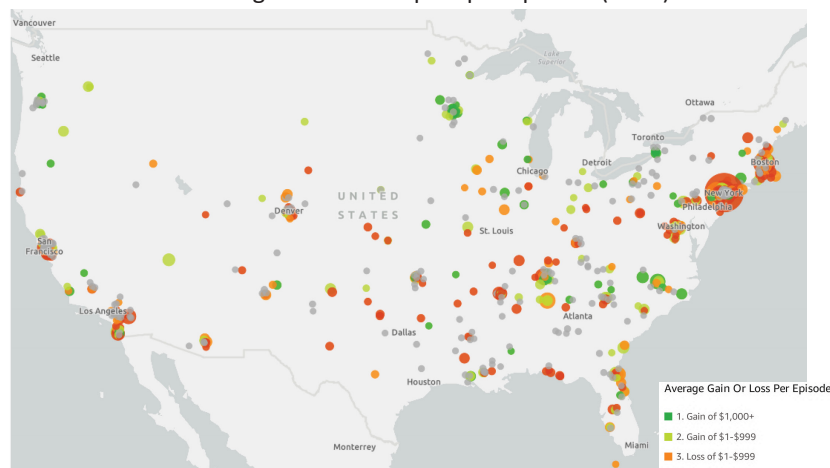 Vancouver
Seattle
Lake
Superior
Ottawa
Toronto
Boston
Detroit
Chicago
New York
Philadelphia
UNITED
STATES
Denver
Washington
St. Louis
San
Francisco
Los Angeles
Atlanta
Dallas
Houston
Average Gain Or Loss Per Episode
1. Gain of $1,000+
2. Gain of $1-$999
3. Loss of $1-$999
Monterrey
Miami